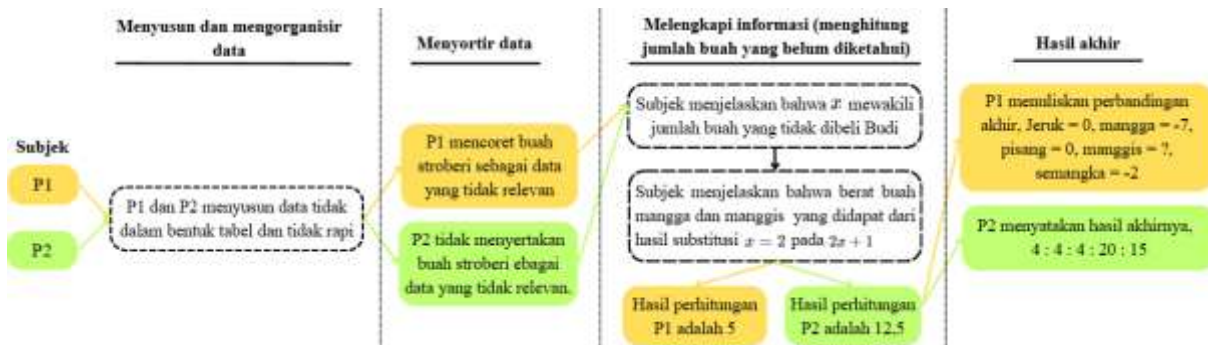 Menyusun dan mengorganisir
data
Menyortir data
Melengkapi informasi (menghitung
jumlah buah yang belum diketahui)
Hasil akhir
Subjek
P1
P2
P1 dan P2 menyusun data tidak
dalam bentuk tabel dan tidak rapi
P1 mencoret buah
stroberi sebagai data
yang tidak relevan
P2 tidak menyertakan
buah stroberi ebagai
data yang tidak relevan.
Subjek menjelaskan bahwa x mewakili
jumlah buah yang tidak dibeli Budi
Subjek menjelaskan bahwa berat buah
mangga dan manggis yang didapat dari
hasil substitusi x = 2 pada 2x + 1
Hasil perhitungan
P1 adalah 5
Hasil perhitungan
P2 adalah 12,5
P1 menuliskan perbandingan
akhir, Jeruk = 0, mangga = -7,
pisang = 0, manggis = ?,
semangka = -2
P2 menyatakan hasil akhirnya,
4 : 4 : 4 : 20 : 15